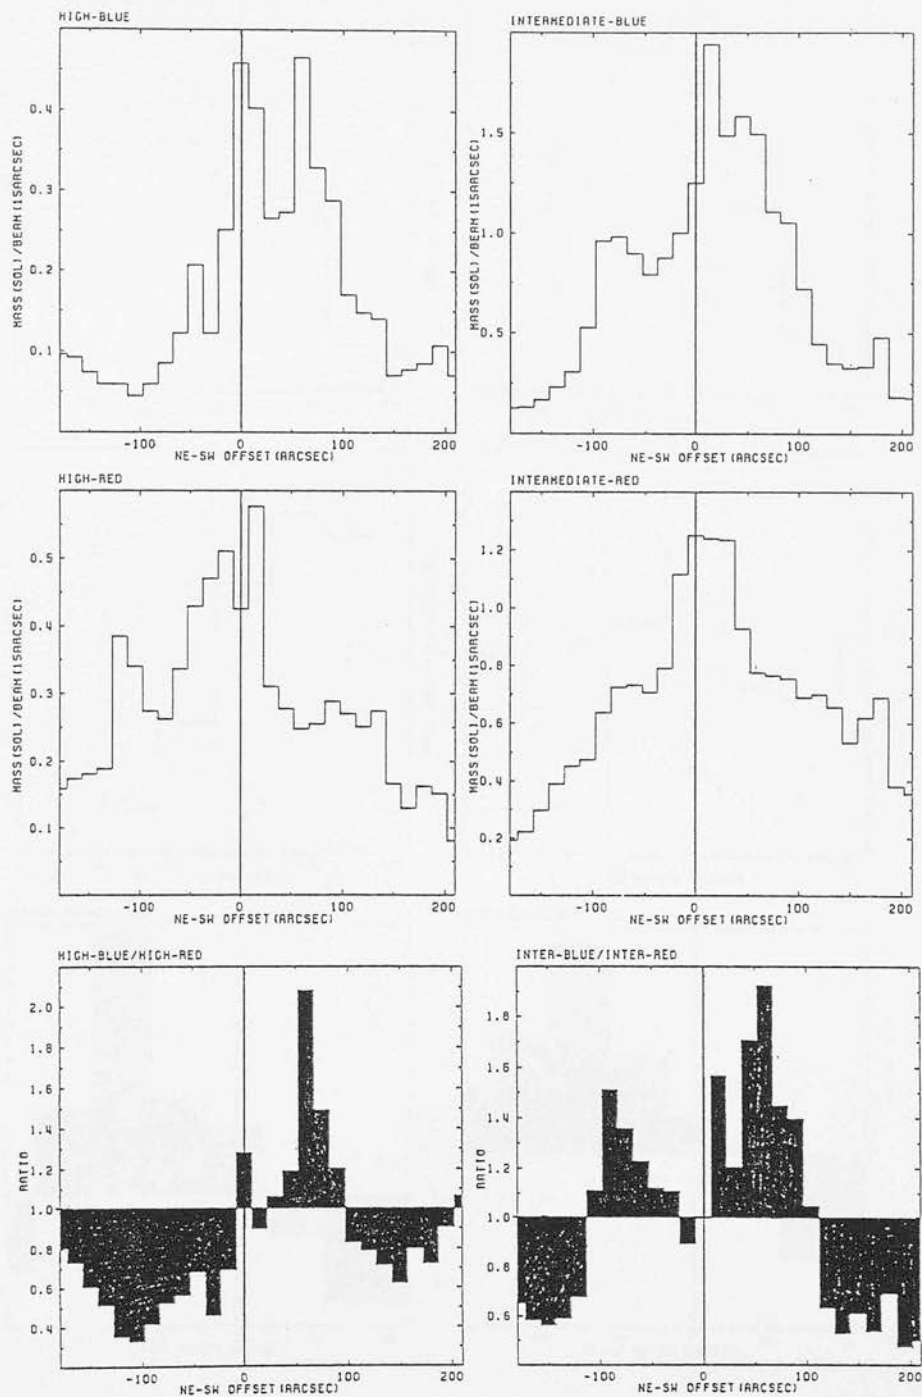 HIGH-BLUE
MASS(SOL)/BEAM(15ARCSEC)
0.4
0.3
0.2
0.1
-100 0 100 200
NE-SW OFFSET(ARCSEC)
INTERMEDIATE-BLUE
MASS(SOL)/BEAM(15ARCSEC)
1.5
1.0
0.5
-100 0 100 200
NE-SW OFFSET(ARCSEC)
HIGH-RED
MASS(SOL)/BEAM(15ARCSEC)
0.5
0.4
0.3
0.2
0.1
-100 0 100 200
NE-SW OFFSET(ARCSEC)
INTERMEDIATE-RED
MASS(SOL)/BEAM(15ARCSEC)
1.2
1.0
0.8
0.6
0.4
0.2
-100 0 100 200
NE-SW OFFSET(ARCSEC)
HIGH-BLUE/HIGH-RED
RATIO
2.0
1.8
1.6
1.4
1.2
1.0
0.8
0.6
0.4
-100 0 100 200
NE-SW OFFSET(ARCSEC)
INTER-BLUE/INTER-RED
RATIO
1.8
1.6
1.4
1.2
1.0
0.8
0.6
-100 0 100 200
NE-SW OFFSET(ARCSEC)